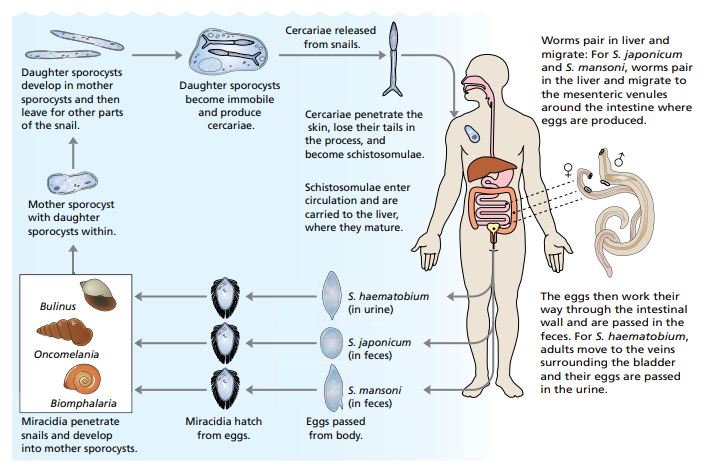 Cercariae released
from snails.
Worms pair in liver and
migrate: For S. japonicum
and S. mansoni, worms pair
in the liver and migrate to
the mesenteric venules
around the intestine where
eggs are produced.
Daughter sporocysts
develop in mother
sporocysts and then
leave for other parts
of the snail.
Daughter sporocysts
become immobile
and produce
cercariae.
Cercariae penetrate the
skin, lose their tails in
the process, and
become schistosomulae.
Schistosomulae enter
circulation and are
carried to the liver,
where they mature.
♀
♂
Mother sporocyst
with daughter
sporocysts within.
Bulinus
Oncomelania
Biomphalaria
Miracidia penetrate
snails and develop
into mother sporocysts.
Miracidia hatch
from eggs.
S. haematobium
(in urine)
S. japonicum
(in feces)
S. mansoni
(in feces)
Eggs passed
from body.
The eggs then work their
way through the intestinal
wall and are passed in the
feces. For S. haematobium,
adults move to the veins
surrounding the bladder
and their eggs are passed
in the urine.